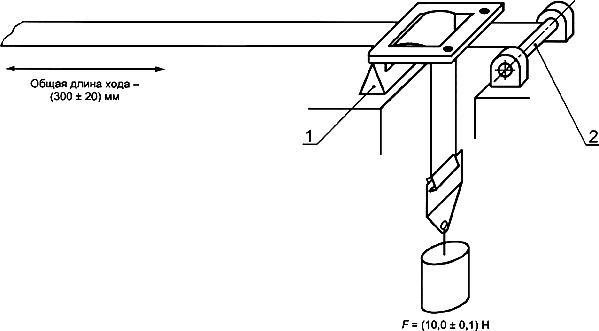 Общая длина хода –
(300 ± 20) мм
1
2
F = (10,0 ± 0,1) Н